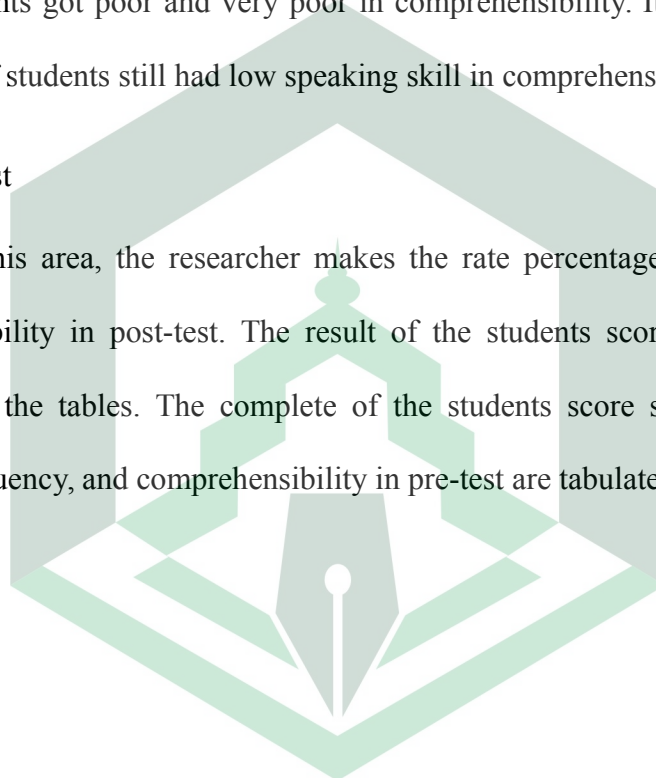 nts got poor and very poor in comprehensibility. I
f students still had low speaking skill in comprehens
st
his area, the researcher makes the rate percentage
bility in post-test. The result of the students scor
the tables. The complete of the students score s
uency, and comprehensibility in pre-test are tabulate